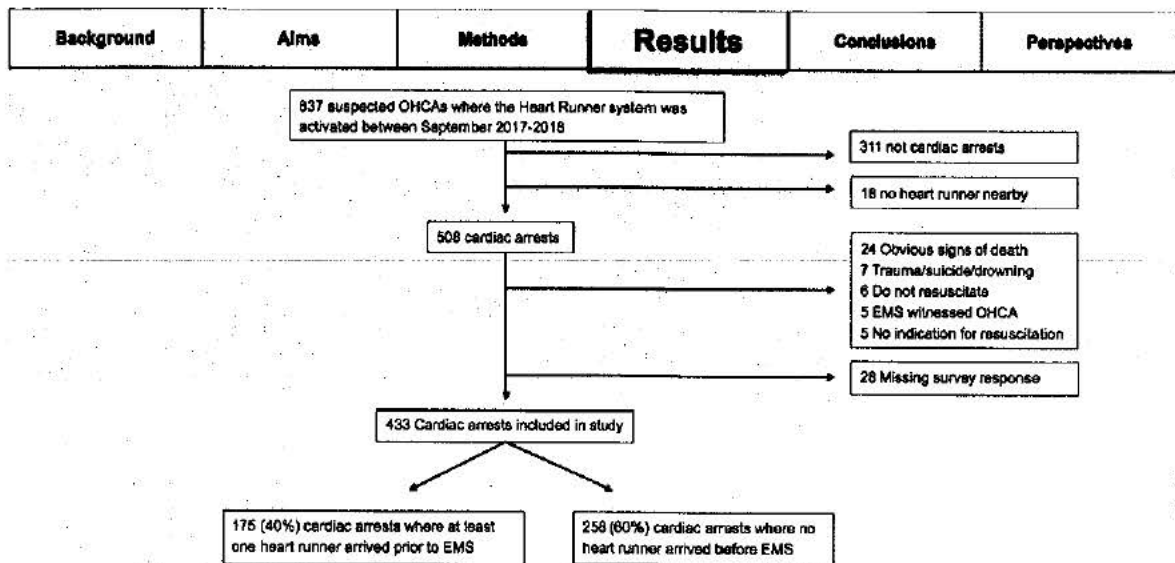 Background
Aims
Methods
Results
Conclusions
Perspectives
837 suspected OHCAs where the Heart Runner system was
activated between September 2017-2018
311 not cardiac arrests
18 no heart runner nearby
508 cardiac arrests
24 Obvious signs of death
7 Trauma/suicide/drowning
6 Do not resuscitate
5 EMS witnessed OHCA
5 No indication for resuscitation
28 Missing survey response
433 Cardiac arrests included in study
175 (40%) cardiac arrests where at least
one heart runner arrived prior to EMS
258 (60%) cardiac arrests where no
heart runner arrived before EMS